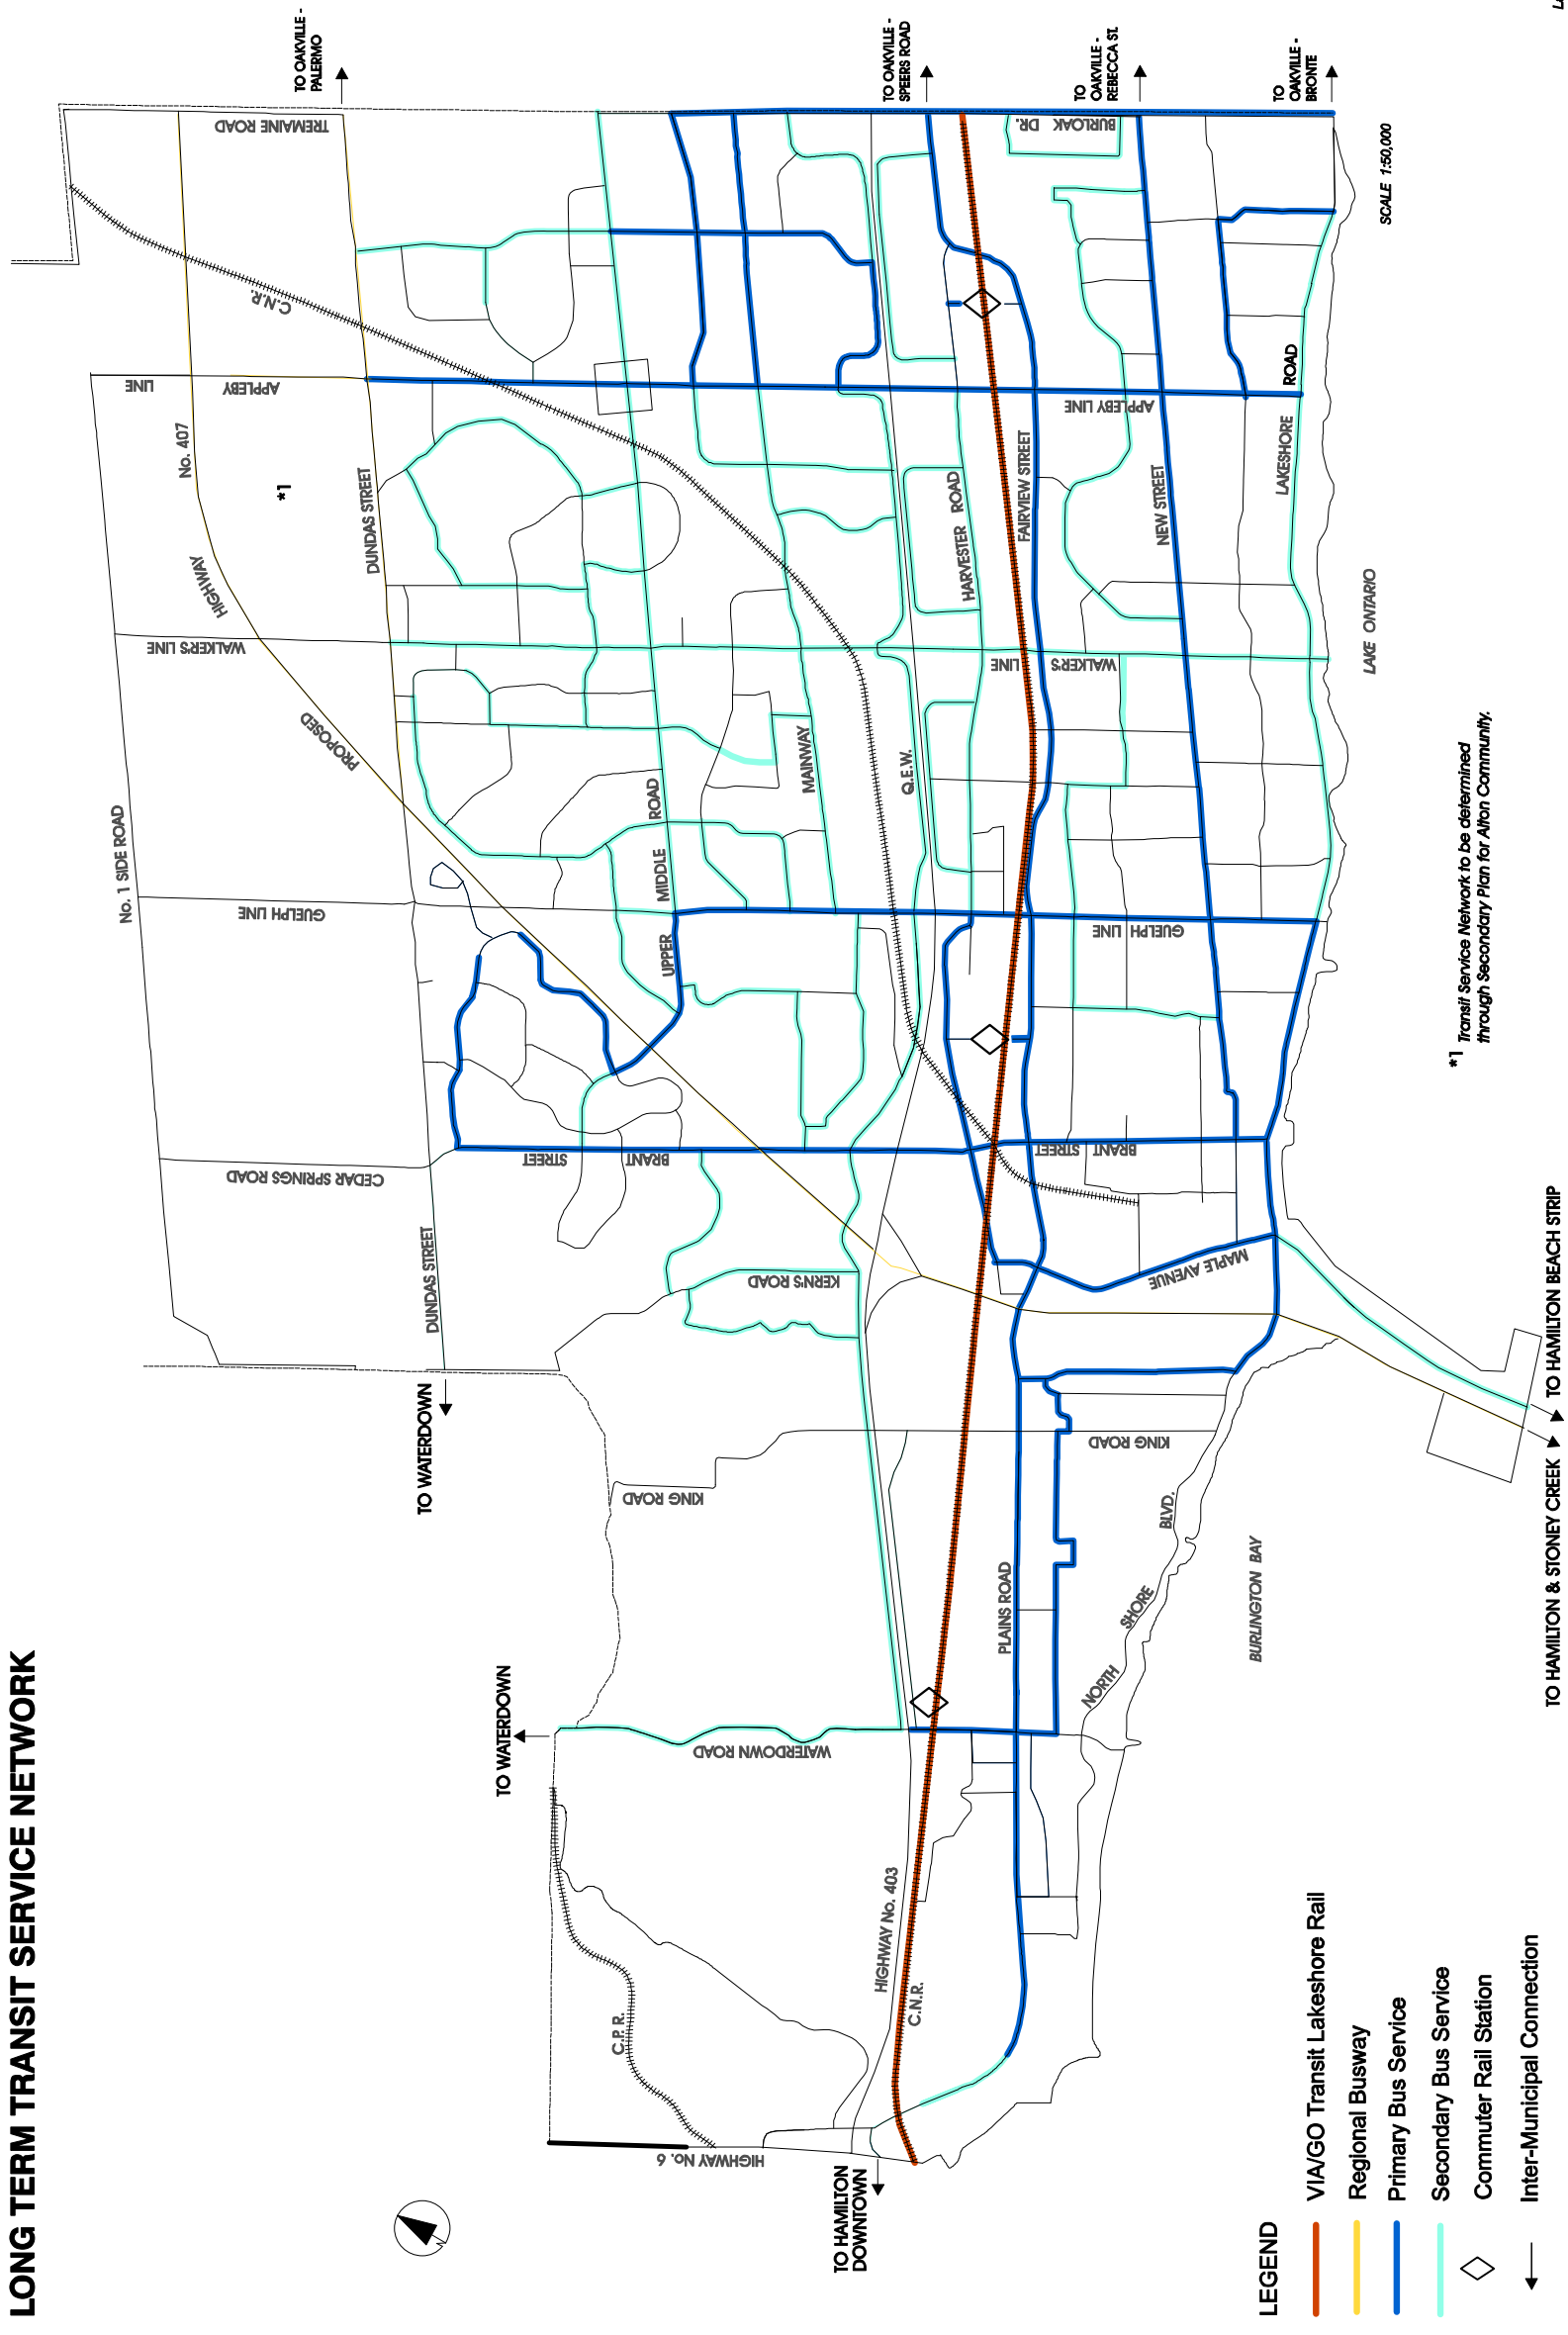 LONG TERM TRANSIT SERVICE NETWORK
TO OAKVILLE -
PALERMO
TO OAKVILLE -
SPEERS ROAD
TO
OAKVILLE -
REBECCA ST.
TO
OAKVILLE -
BRONTE
TREMAINE ROAD
BURLOAK DR.
SCALE 1:50,000
C.N.R.
APPLEBY
LINE
No. 407
HIGHWAY
PROPOSED
*1
DUNDAS STREET
APPLEBY LINE
FAIRVIEW STREET
HARVESTER ROAD
NEW STREET
LAKESHORE
ROAD
LAKE ONTARIO
WALKER'S LINE
WALKER'S
LINE
No. 1 SIDE ROAD
MAINWAY
Q.E.W.
UPPER
MIDDLE
ROAD
GUELPH LINE
GUELPH LINE
*1 Transit Service Network to be determined
through Secondary Plan for Alton Community.
CEDAR SPRINGS ROAD
BRANT
STREET
BRANT
STREET
DUNDAS STREET
KERN'S ROAD
MAPLE AVENUE
TO HAMILTON BEACH STRIP
TO HAMILTON & STONEY CREEK
TO WATERDOWN
KING ROAD
KING ROAD
PLAINS ROAD
NORTH
SHORE
BLVD.
BURLINGTON BAY
TO WATERDOWN
WATERDOWN ROAD
HIGHWAY No. 403
C.N.R.
C.P.R.
HIGHWAY No. 6
TO HAMILTON
DOWNTOWN
LEGEND
VIA/GO Transit Lakeshore Rail
Regional Busway
Primary Bus Service
Secondary Bus Service
Commuter Rail Station
Inter-Municipal Connection